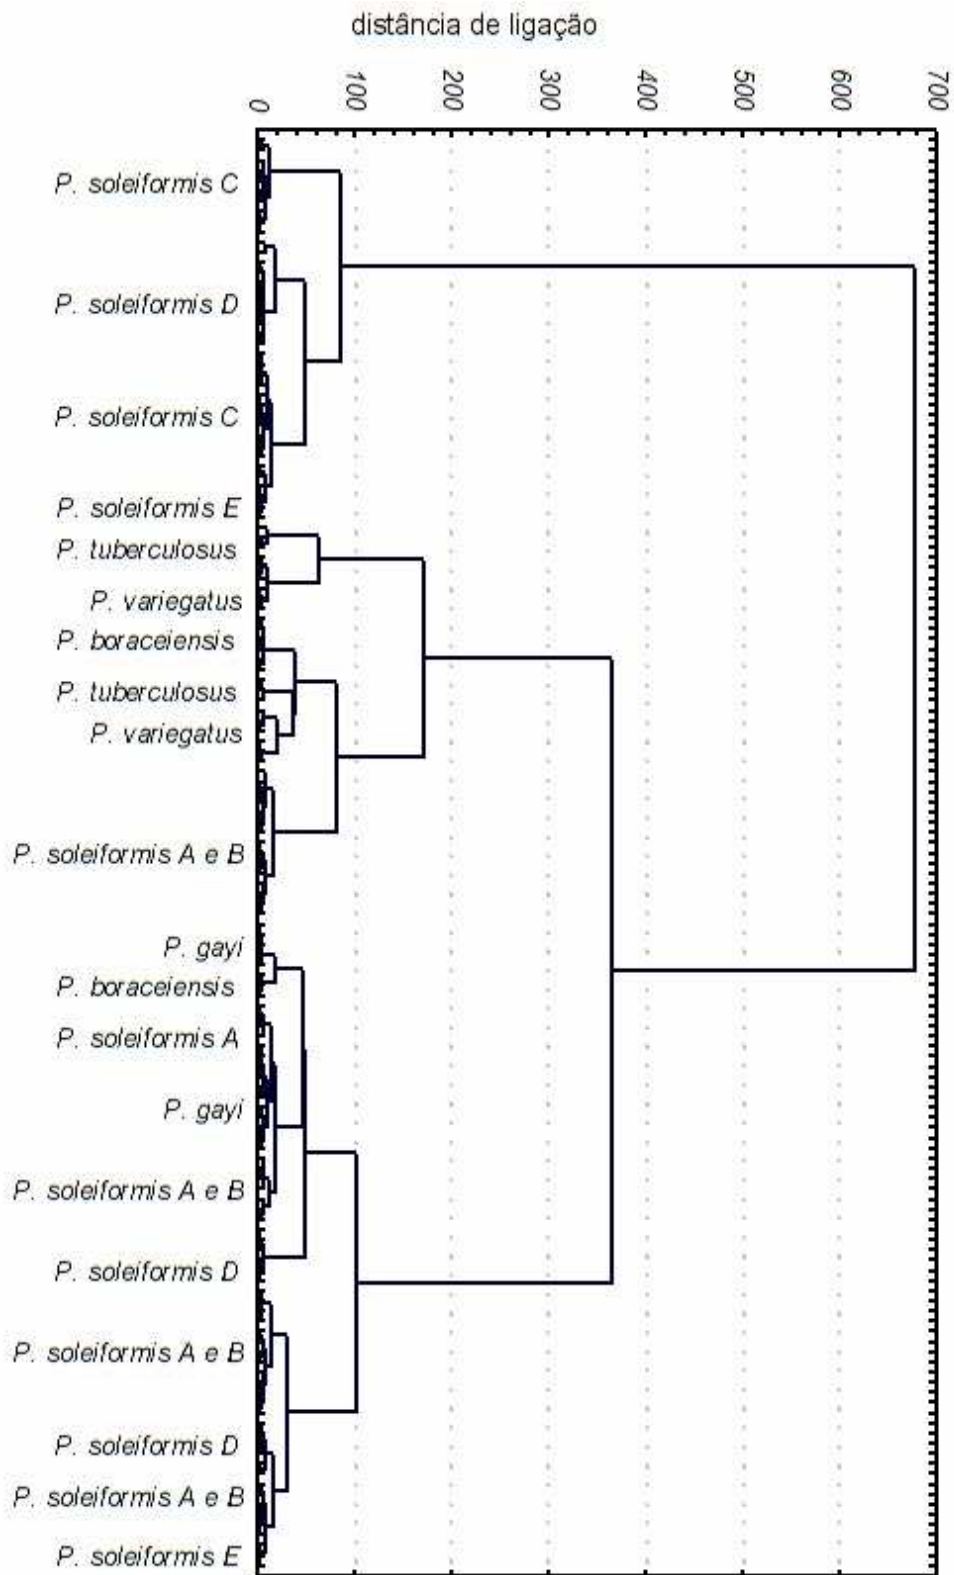 distância de ligação
0 100 200 300 400 500 600 700
P. soleiformis C
P. soleiformis D
P. soleiformis C
P. soleiformis E
P. tuberculosus
P. variegatus
P. boraceiensis
P. tuberculosus
P. variegatus
P. soleiformis A e B
P. gayi
P. boraceiensis
P. soleiformis A
P. gayi
P. soleiformis A e B
P. soleiformis D
P. soleiformis A e B
P. soleiformis D
P. soleiformis A e B
P. soleiformis E